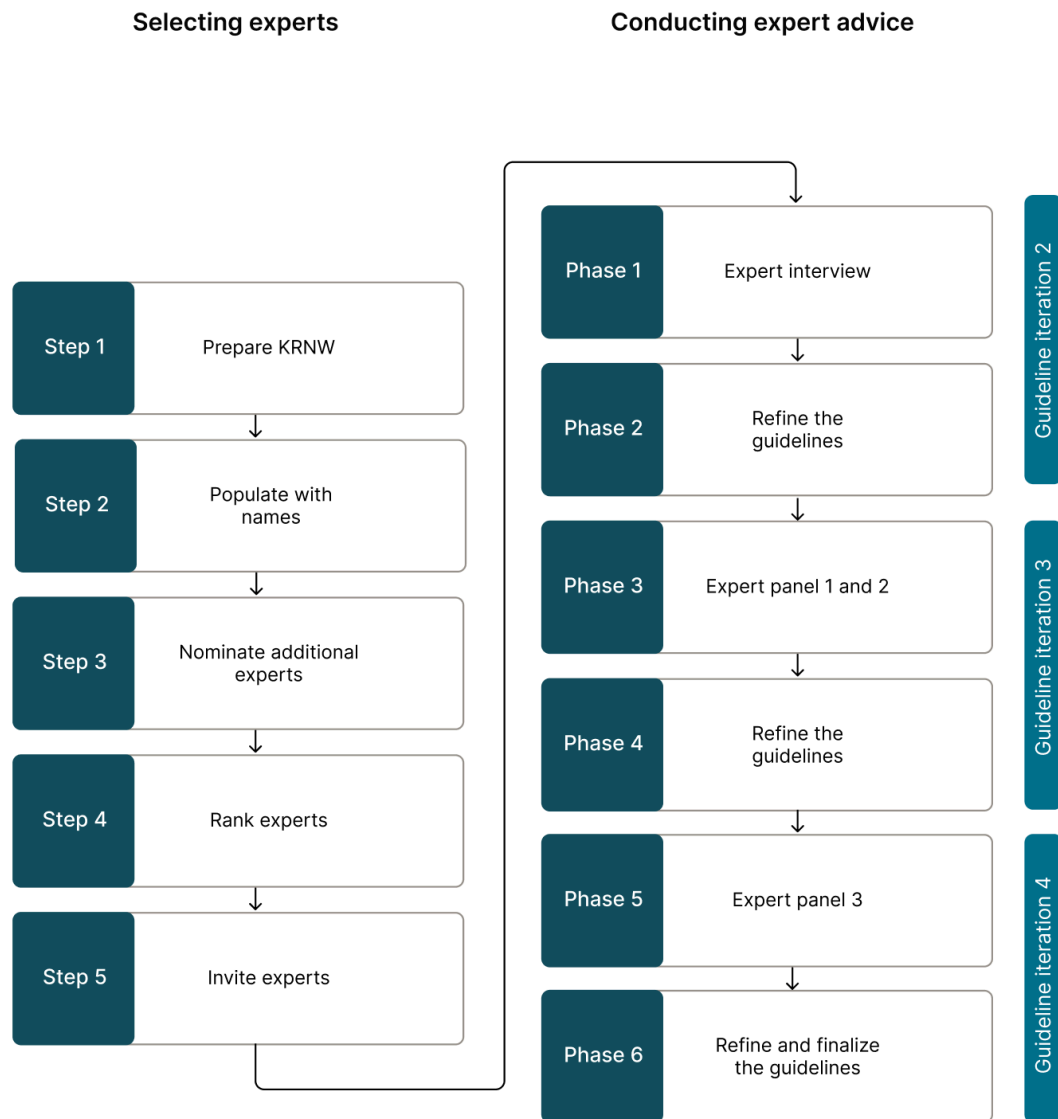 Selecting experts
Conducting expert advice
Step 1
Prepare KRNW
Step 2
Populate with
names
Step 3
Nominate additional
experts
Step 4
Rank experts
Step 5
Invite experts
Phase 1
Expert interview
Phase 2
Refine the
guidelines
Guideline iteration 2
Phase 3
Expert panel 1 and 2
Phase 4
Refine the
guidelines
Guideline iteration 3
Phase 5
Expert panel 3
Phase 6
Refine and finalize
the guidelines
Guideline iteration 4